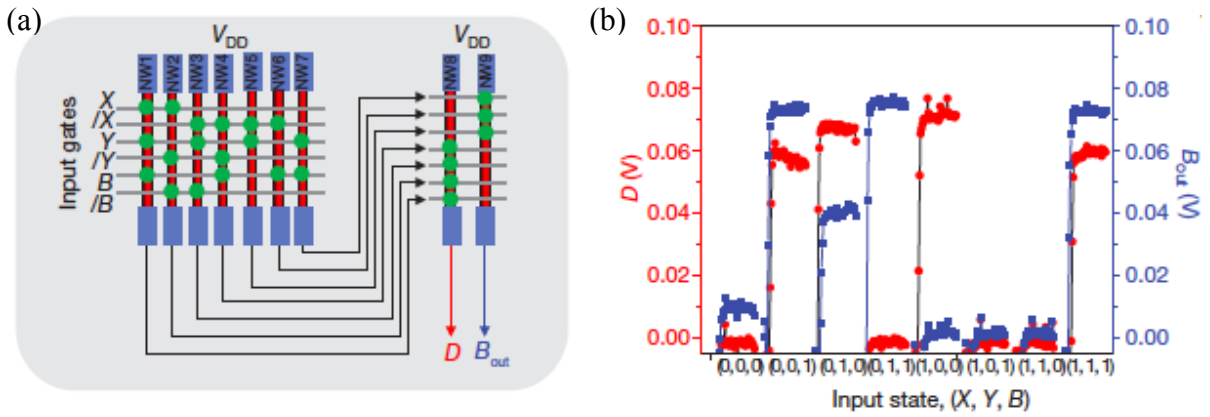 (a)
V_DD V_DD
NW1 NW2 NW3 NW4 NW5 NW6 NW7 NW8 NW9
Input gates
X
/X
Y
/Y
B
/B
D B_out
(b)
0.10 0.10
0.08 0.08
0.06 0.06
0.04 0.04
0.02 0.02
0.00 0.00
D (V)
B_out (V)
(0,0,0) (0,0,1) (0,1,0) (0,1,1) (1,0,0) (1,0,1) (1,1,0) (1,1,1)
Input state, (X, Y, B)